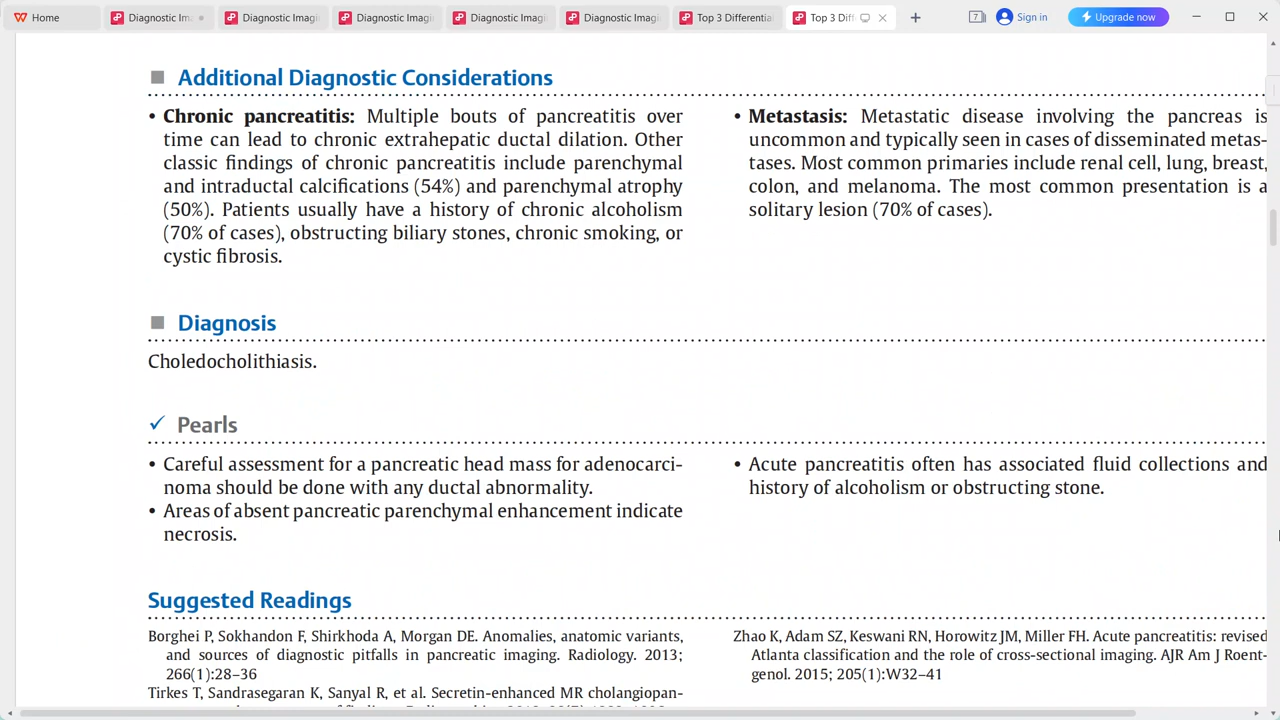 Home
Diagnostic Ima
Diagnostic Imagi
Diagnostic Imagi
Diagnostic Imagi
Diagnostic Imagi
Top 3 Differential
Top 3 Diff
7
Sign in
Upgrade now
Additional Diagnostic Considerations
• Chronic pancreatitis: Multiple bouts of pancreatitis over
time can lead to chronic extrahepatic ductal dilation. Other
classic findings of chronic pancreatitis include parenchymal
and intraductal calcifications (54%) and parenchymal atrophy
(50%). Patients usually have a history of chronic alcoholism
(70% of cases), obstructing biliary stones, chronic smoking, or
cystic fibrosis.
• Metastasis: Metastatic disease involving the pancreas is
uncommon and typically seen in cases of disseminated metas-
tases. Most common primaries include renal cell, lung, breast,
colon, and melanoma. The most common presentation is a
solitary lesion (70% of cases).
Diagnosis
Choledocholithiasis.
✓ Pearls
• Careful assessment for a pancreatic head mass for adenocarci-
noma should be done with any ductal abnormality.
• Areas of absent pancreatic parenchymal enhancement indicate
necrosis.
• Acute pancreatitis often has associated fluid collections and
history of alcoholism or obstructing stone.
Suggested Readings
Borghei P, Sokhandon F, Shirkhoda A, Morgan DE. Anomalies, anatomic variants,
and sources of diagnostic pitfalls in pancreatic imaging. Radiology. 2013;
266(1):28–36
Tirkes T, Sandrasegaran K, Sanyal R, et al. Secretin-enhanced MR cholangiopan-
Zhao K, Adam SZ, Keswani RN, Horowitz JM, Miller FH. Acute pancreatitis: revised
Atlanta classification and the role of cross-sectional imaging. AJR Am J Roent-
genol. 2015; 205(1):W32–41